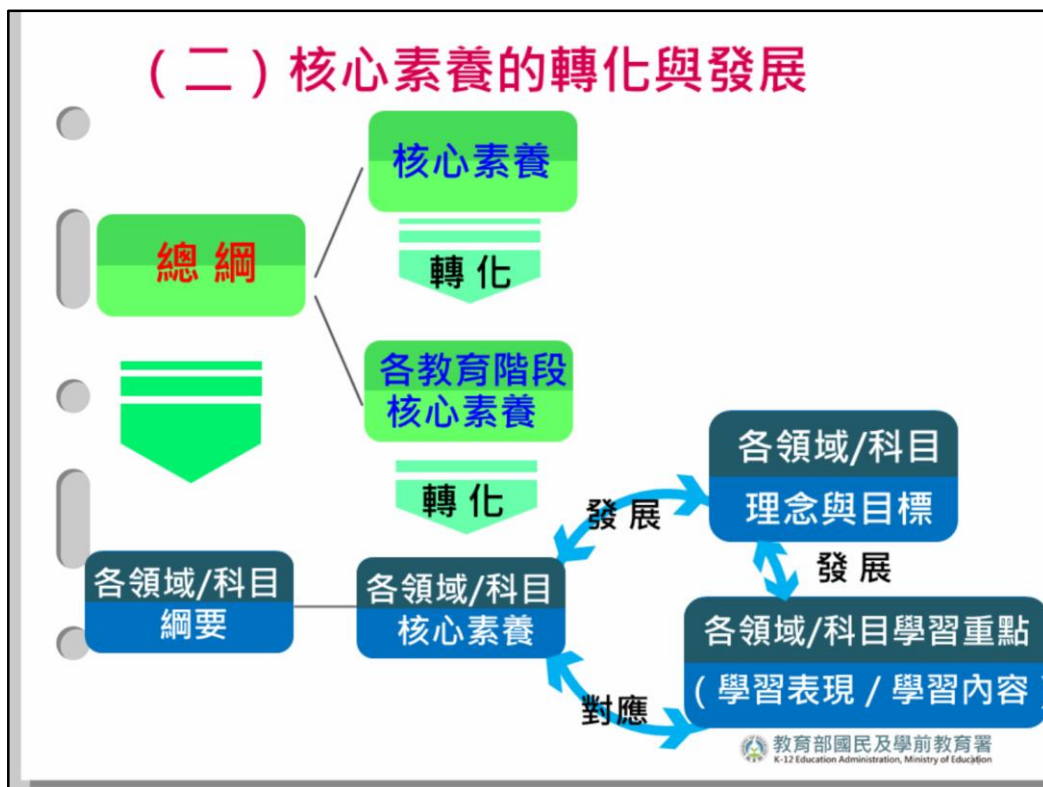 (二)核心素養的轉化與發展
核心素養
總綱
轉化
各教育階段
核心素養
轉化
各領域/科目
綱要
各領域/科目
核心素養
發展
各領域/科目
理念與目標
發展
各領域/科目學習重點
(學習表現/學習內容)
對應
教育部國民及學前教育署
K-12 Education Administration, Ministry of Education